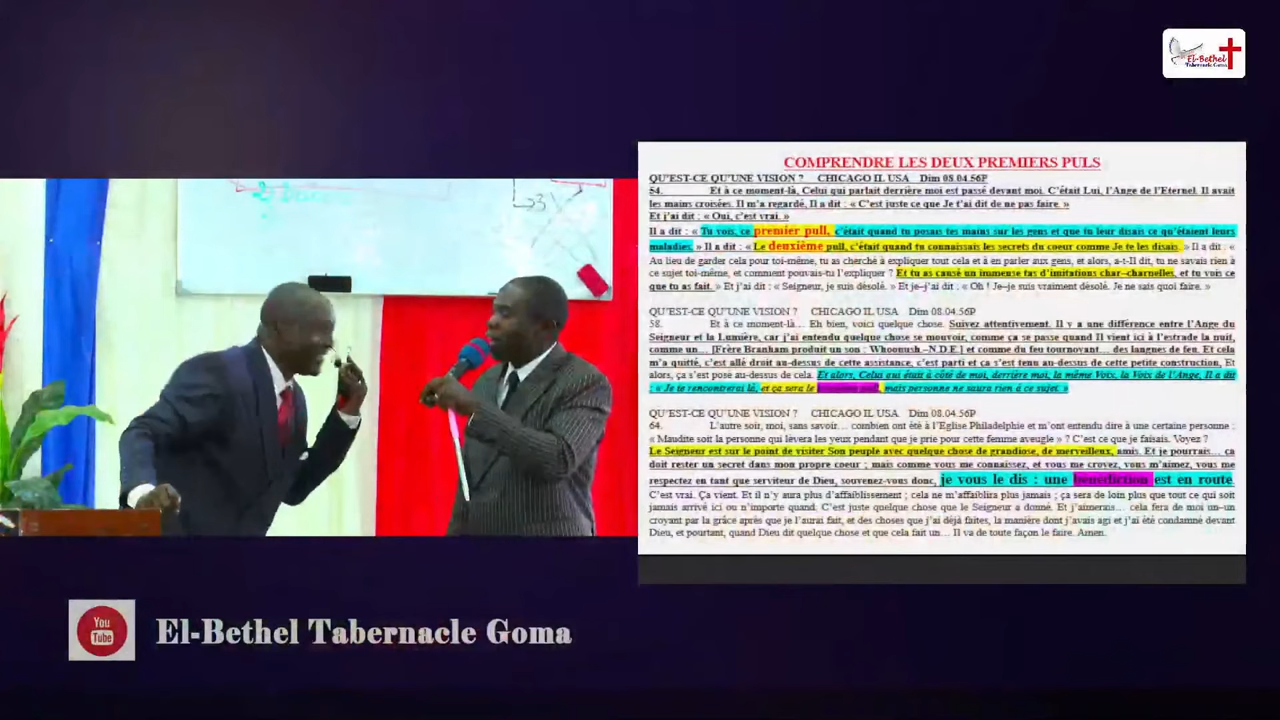 El-Bethel
Tabernacle Goma
COMPRENDRE LES DEUX PREMIERS PULS
QU'EST-CE QU'UNE VISION ? CHICAGO IL USA Dim 08.04.56P
54. Et à ce moment-là, Celui qui parlait derrière moi est passé devant moi. C'était Lui, l'Ange de l'Eternel. Il avait
les mains croisées. Il m'a regardé, Il a dit : « C'est juste ce que Je t'ai dit de ne pas faire. »
Et j'ai dit : « Oui, c'est vrai. »
Il a dit : « Tu vois, ce premier pull, c'était quand tu posais tes mains sur les gens et que tu leur disais ce qu'étaient leurs
maladies. » Il a dit : « Le deuxième pull, c'était quand tu connaissais les secrets du coeur comme Je te les disais. » Il a dit : «
Au lieu de garder cela pour toi-même, tu as cherché à expliquer tout cela et à en parler aux gens, et alors, a-t-Il dit, tu ne savais rien à
ce sujet toi-même, et comment pouvais-tu l'expliquer ? Et tu as causé un immense tas d'imitations char–charnelles, et tu vois ce
que tu as fait. » Et j'ai dit : « Seigneur, je suis désolé. » Et je–j'ai dit : « Oh ! Je–je suis vraiment désolé. Je ne sais quoi faire. »
QU'EST-CE QU'UNE VISION ? CHICAGO IL USA Dim 08.04.56P
58. Et à ce moment-là… Eh bien, voici quelque chose. Suivez attentivement. Il y a une différence entre l'Ange du
Seigneur et la Lumière, car j'ai entendu quelque chose se mouvoir, comme ça se passe quand Il vient ici à l'estrade la nuit,
comme un… [Frère Branham produit un son : Whoouush –N.D.E.] et comme du feu tournoyant… des langues de feu. Et cela
m'a quitté, c'est allé droit au-dessus de cette assistance, c'est parti et ça s'est tenu au-dessus de cette petite construction. Et
alors, ça s'est posé au-dessus de cela. Et alors, Celui qui était à côté de moi, derrière moi, la même Voix, la Voix de l'Ange, Il a dit
: « Je te rencontrerai là, et ça sera le pull, mais personne ne saura rien à ce sujet. »
QU'EST-CE QU'UNE VISION ? CHICAGO IL USA Dim 08.04.56P
64. L'autre soir, moi, sans savoir… combien ont été à l'Eglise Philadelphie et m'ont entendu dire à une certaine personne :
« Maudite soit la personne qui lèvera les yeux pendant que je prie pour cette femme aveugle » ? C'est ce que je faisais. Voyez ?
Le Seigneur est sur le point de visiter Son peuple avec quelque chose de grandiose, de merveilleux, amis. Et je pourrais… ça
doit rester un secret dans mon propre coeur ; mais comme vous me connaissez, et vous me croyez, vous m'aimez, vous me
respectez en tant que serviteur de Dieu, souvenez-vous donc, je vous le dis : une bénédiction est en route.
C'est vrai. Ça vient. Et il n'y aura plus d'affaiblissement ; cela ne m'affaiblira plus jamais ; ça sera de loin plus que tout ce qui soit
jamais arrivé ici ou n'importe quand. C'est juste quelque chose que le Seigneur a donné. Et j'aimerais… cela fera de moi un–un
croyant par la grâce après que je l'aurai fait, et des choses que j'ai déjà faites, la manière dont j'avais agi et j'ai été condamné devant
Dieu, et pourtant, quand Dieu dit quelque chose et que cela fait un… Il va de toute façon le faire. Amen.
You
Tube
El-Bethel Tabernacle Goma